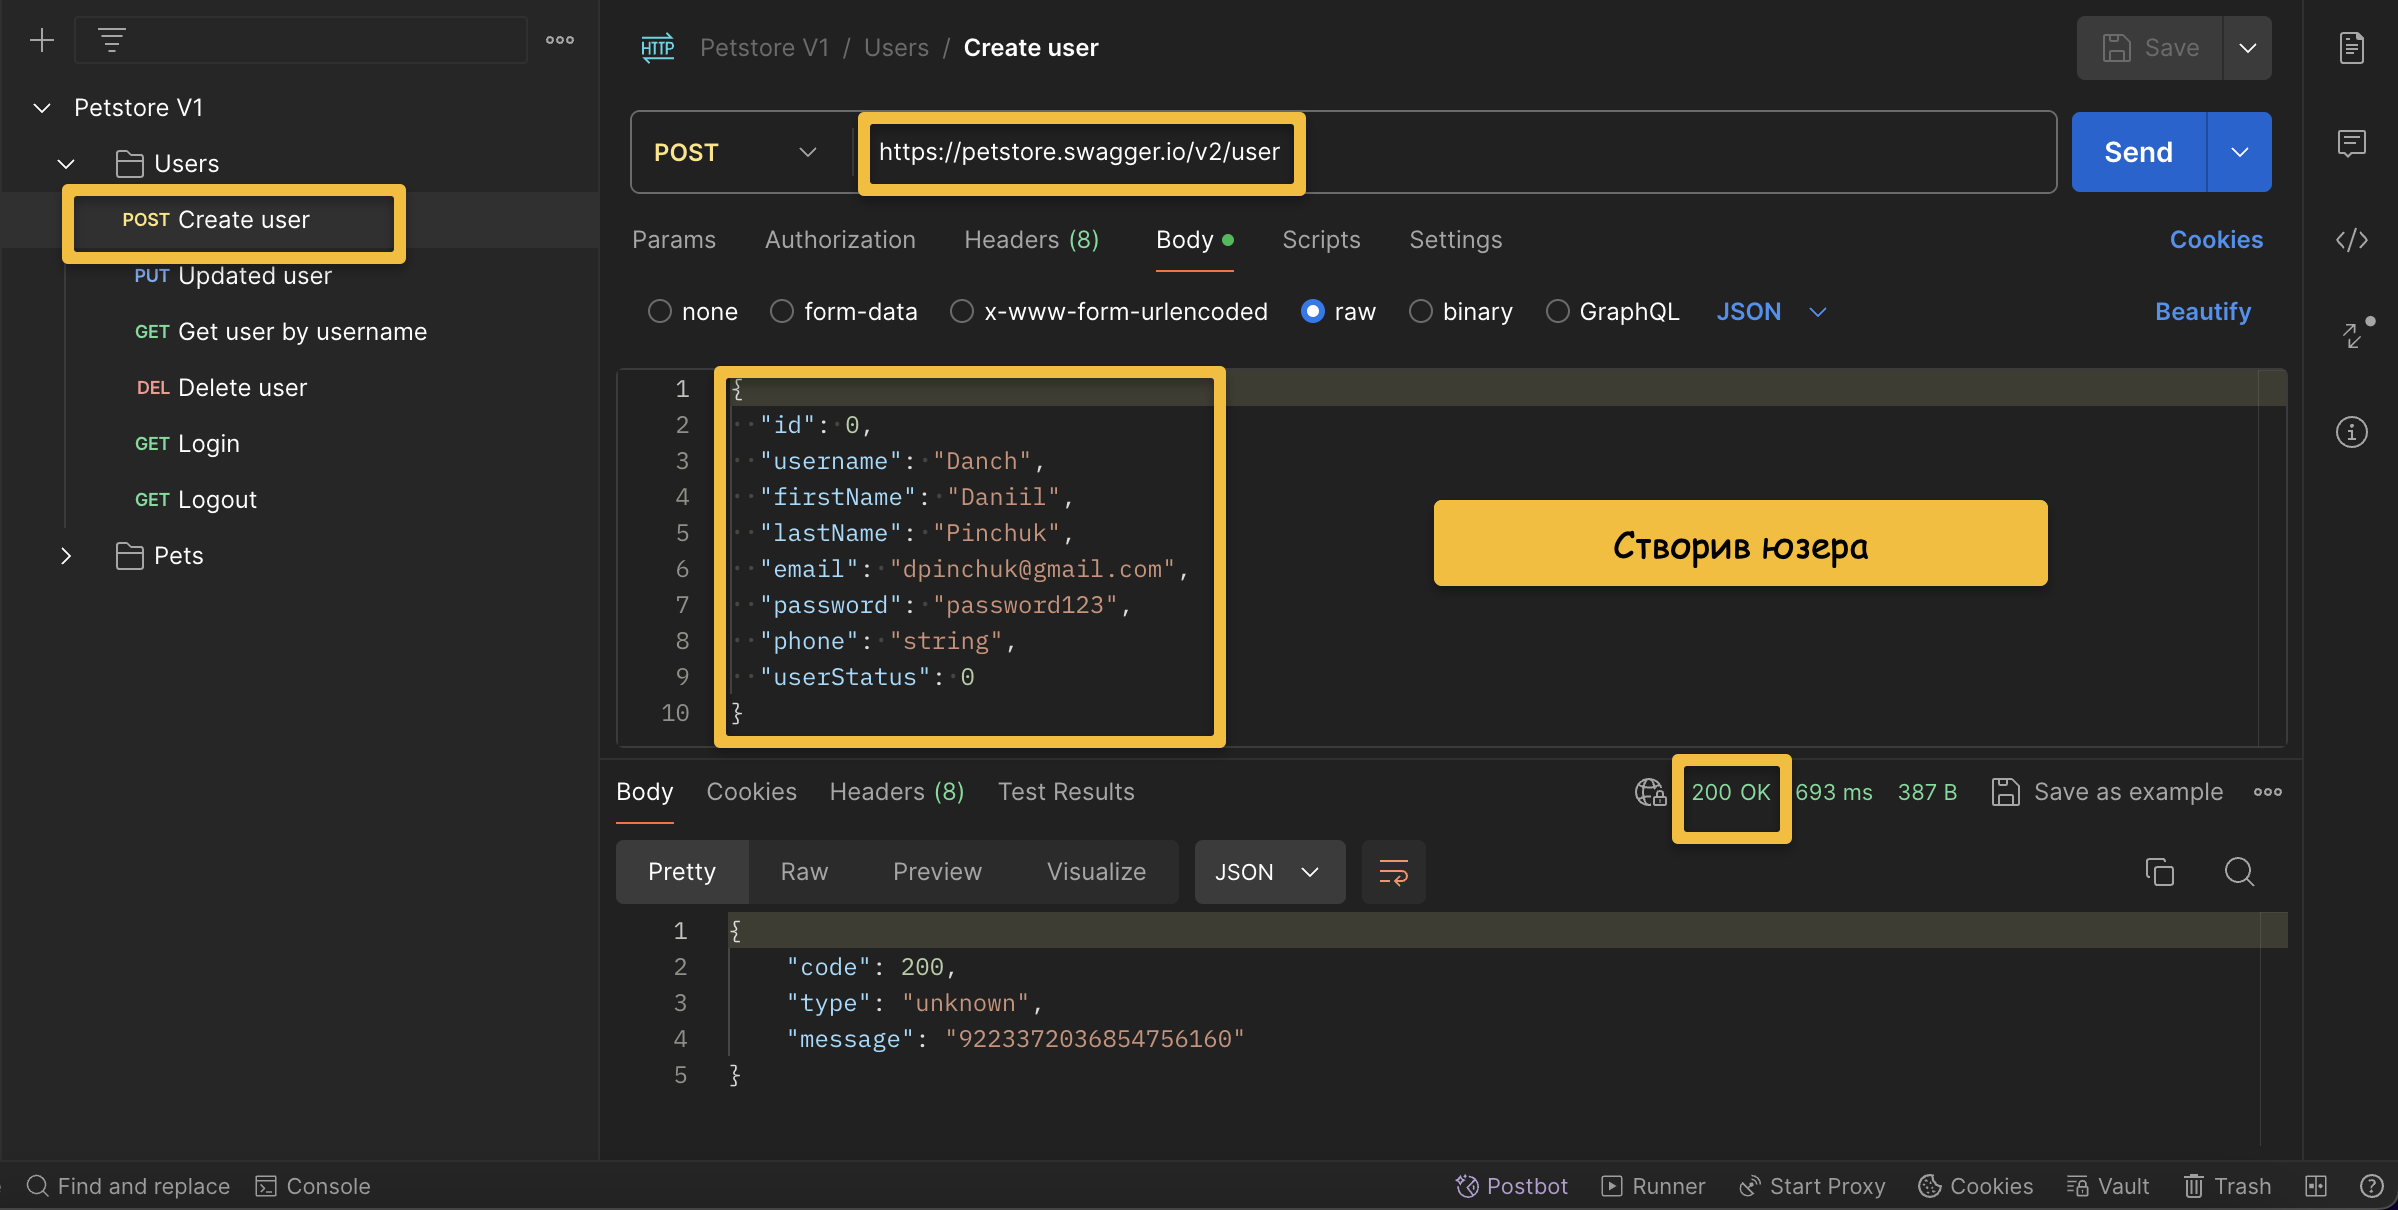 Petstore V1
Users
POST Create user
PUT Updated user
GET Get user by username
DEL Delete user
GET Login
GET Logout
Pets
HTTP Petstore V1 / Users / Create user
Save
POST https://petstore.swagger.io/v2/user
Send
Params Authorization Headers (8) Body Scripts Settings Cookies
none form-data x-www-form-urlencoded raw binary GraphQL JSON Beautify
1 {
2 "id": 0,
3 "username": "Danch",
4 "firstName": "Daniil",
5 "lastName": "Pinchuk",
6 "email": "dpinchuk@gmail.com",
7 "password": "password123",
8 "phone": "string",
9 "userStatus": 0
10 }
Створив юзера
Body Cookies Headers (8) Test Results 200 OK 693 ms 387 B Save as example
Pretty Raw Preview Visualize JSON
1 {
2 "code": 200,
3 "type": "unknown",
4 "message": "9223372036854756160"
5 }
Find and replace Console Postbot Runner Start Proxy Cookies Vault Trash